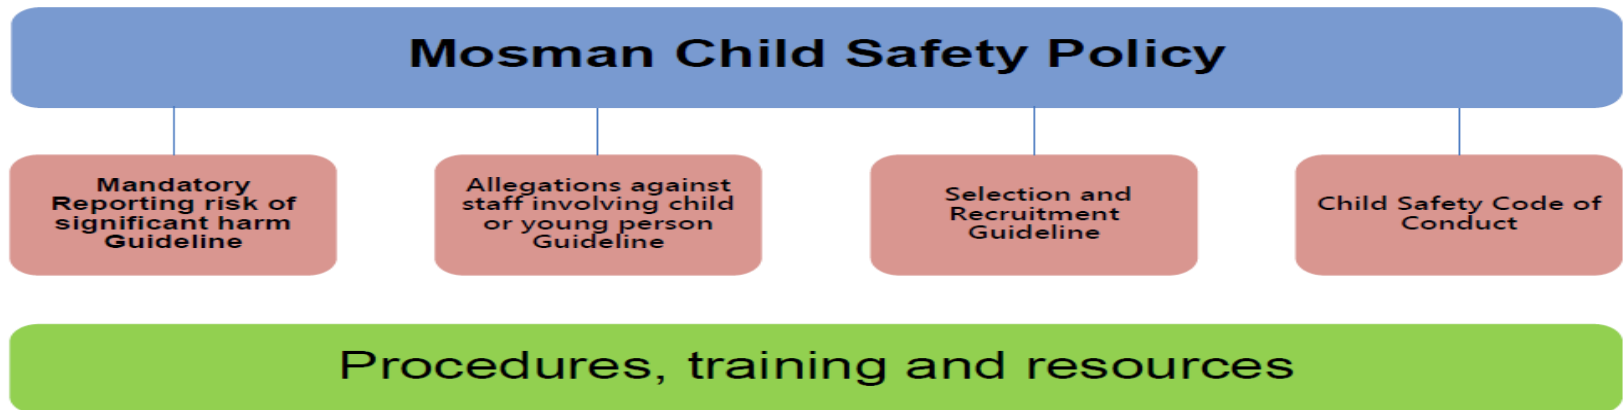 Mosman Child Safety Policy
Mandatory
Reporting risk of
significant harm
Guideline
Allegations against
staff involving child
or young person
Guideline
Selection and
Recruitment
Guideline
Child Safety Code of
Conduct
Procedures, training and resources